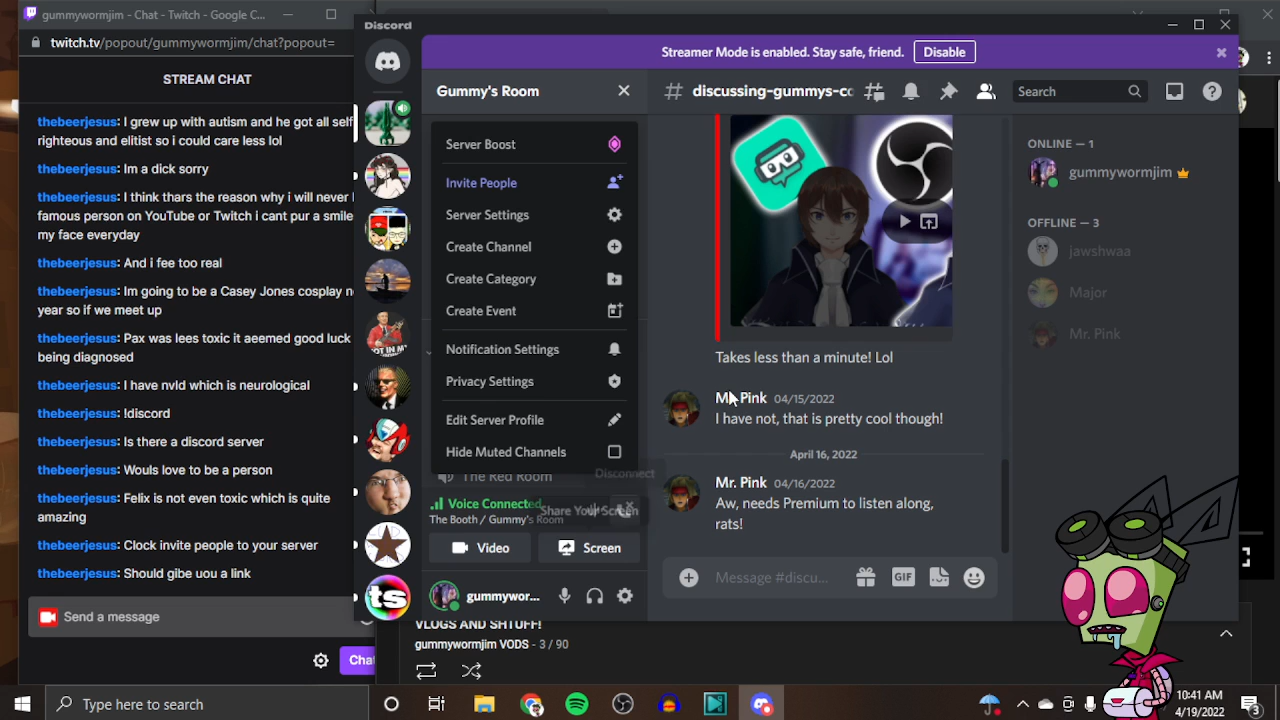 gummywormjim - Chat - Twitch - Google C...
twitch.tv/popout/gummywormjim/chat?popout=
STREAM CHAT
thebeerjesus: I grew up with autism and he got all self
righteous and elitist so i could care less lol
thebeerjesus: Im a dick sorry
thebeerjesus: I think thars the reason why i will never
famous person on YouTube or Twitch i cant pur a smile
my face everyday
thebeerjesus: And i fee too real
thebeerjesus: Im going to be a Casey Jones cosplay
year so if we meet up
thebeerjesus: Pax was lees toxic it aeemed good luck
being diagnosed
thebeerjesus: I have nvld which is neurological
thebeerjesus: !discord
thebeerjesus: Is there a discord server
thebeerjesus: Wouls love to be a person
thebeerjesus: Felix is not even toxic which is quite
amazing
thebeerjesus: Clock invite people to your server
thebeerjesus: Should gibe uou a link
Send a message
Chat
Discord
Streamer Mode is enabled. Stay safe, friend.
Disable
Gummy's Room
Server Boost
Invite People
Server Settings
Create Channel
Create Category
Create Event
Notification Settings
Privacy Settings
Edit Server Profile
Hide Muted Channels
The Red Room
Disconnect
Voice Connected
Share Your Screen
The Booth / Gummy's Room
Video
Screen
gummywor...
ts
discussing-gummys-co
Search
Takes less than a minute! Lol
Mr. Pink 04/15/2022
I have not, that is pretty cool though!
April 16, 2022
Mr. Pink 04/16/2022
Aw, needs Premium to listen along,
rats!
Message #discu...
GIF
ONLINE — 1
gummywormjim
OFFLINE — 3
jawshwaa
Major
Mr. Pink
VLOGS AND SHTUFF!
gummywormjim VODS - 3 / 90
Type here to search
10:41 AM
4/19/2022
3